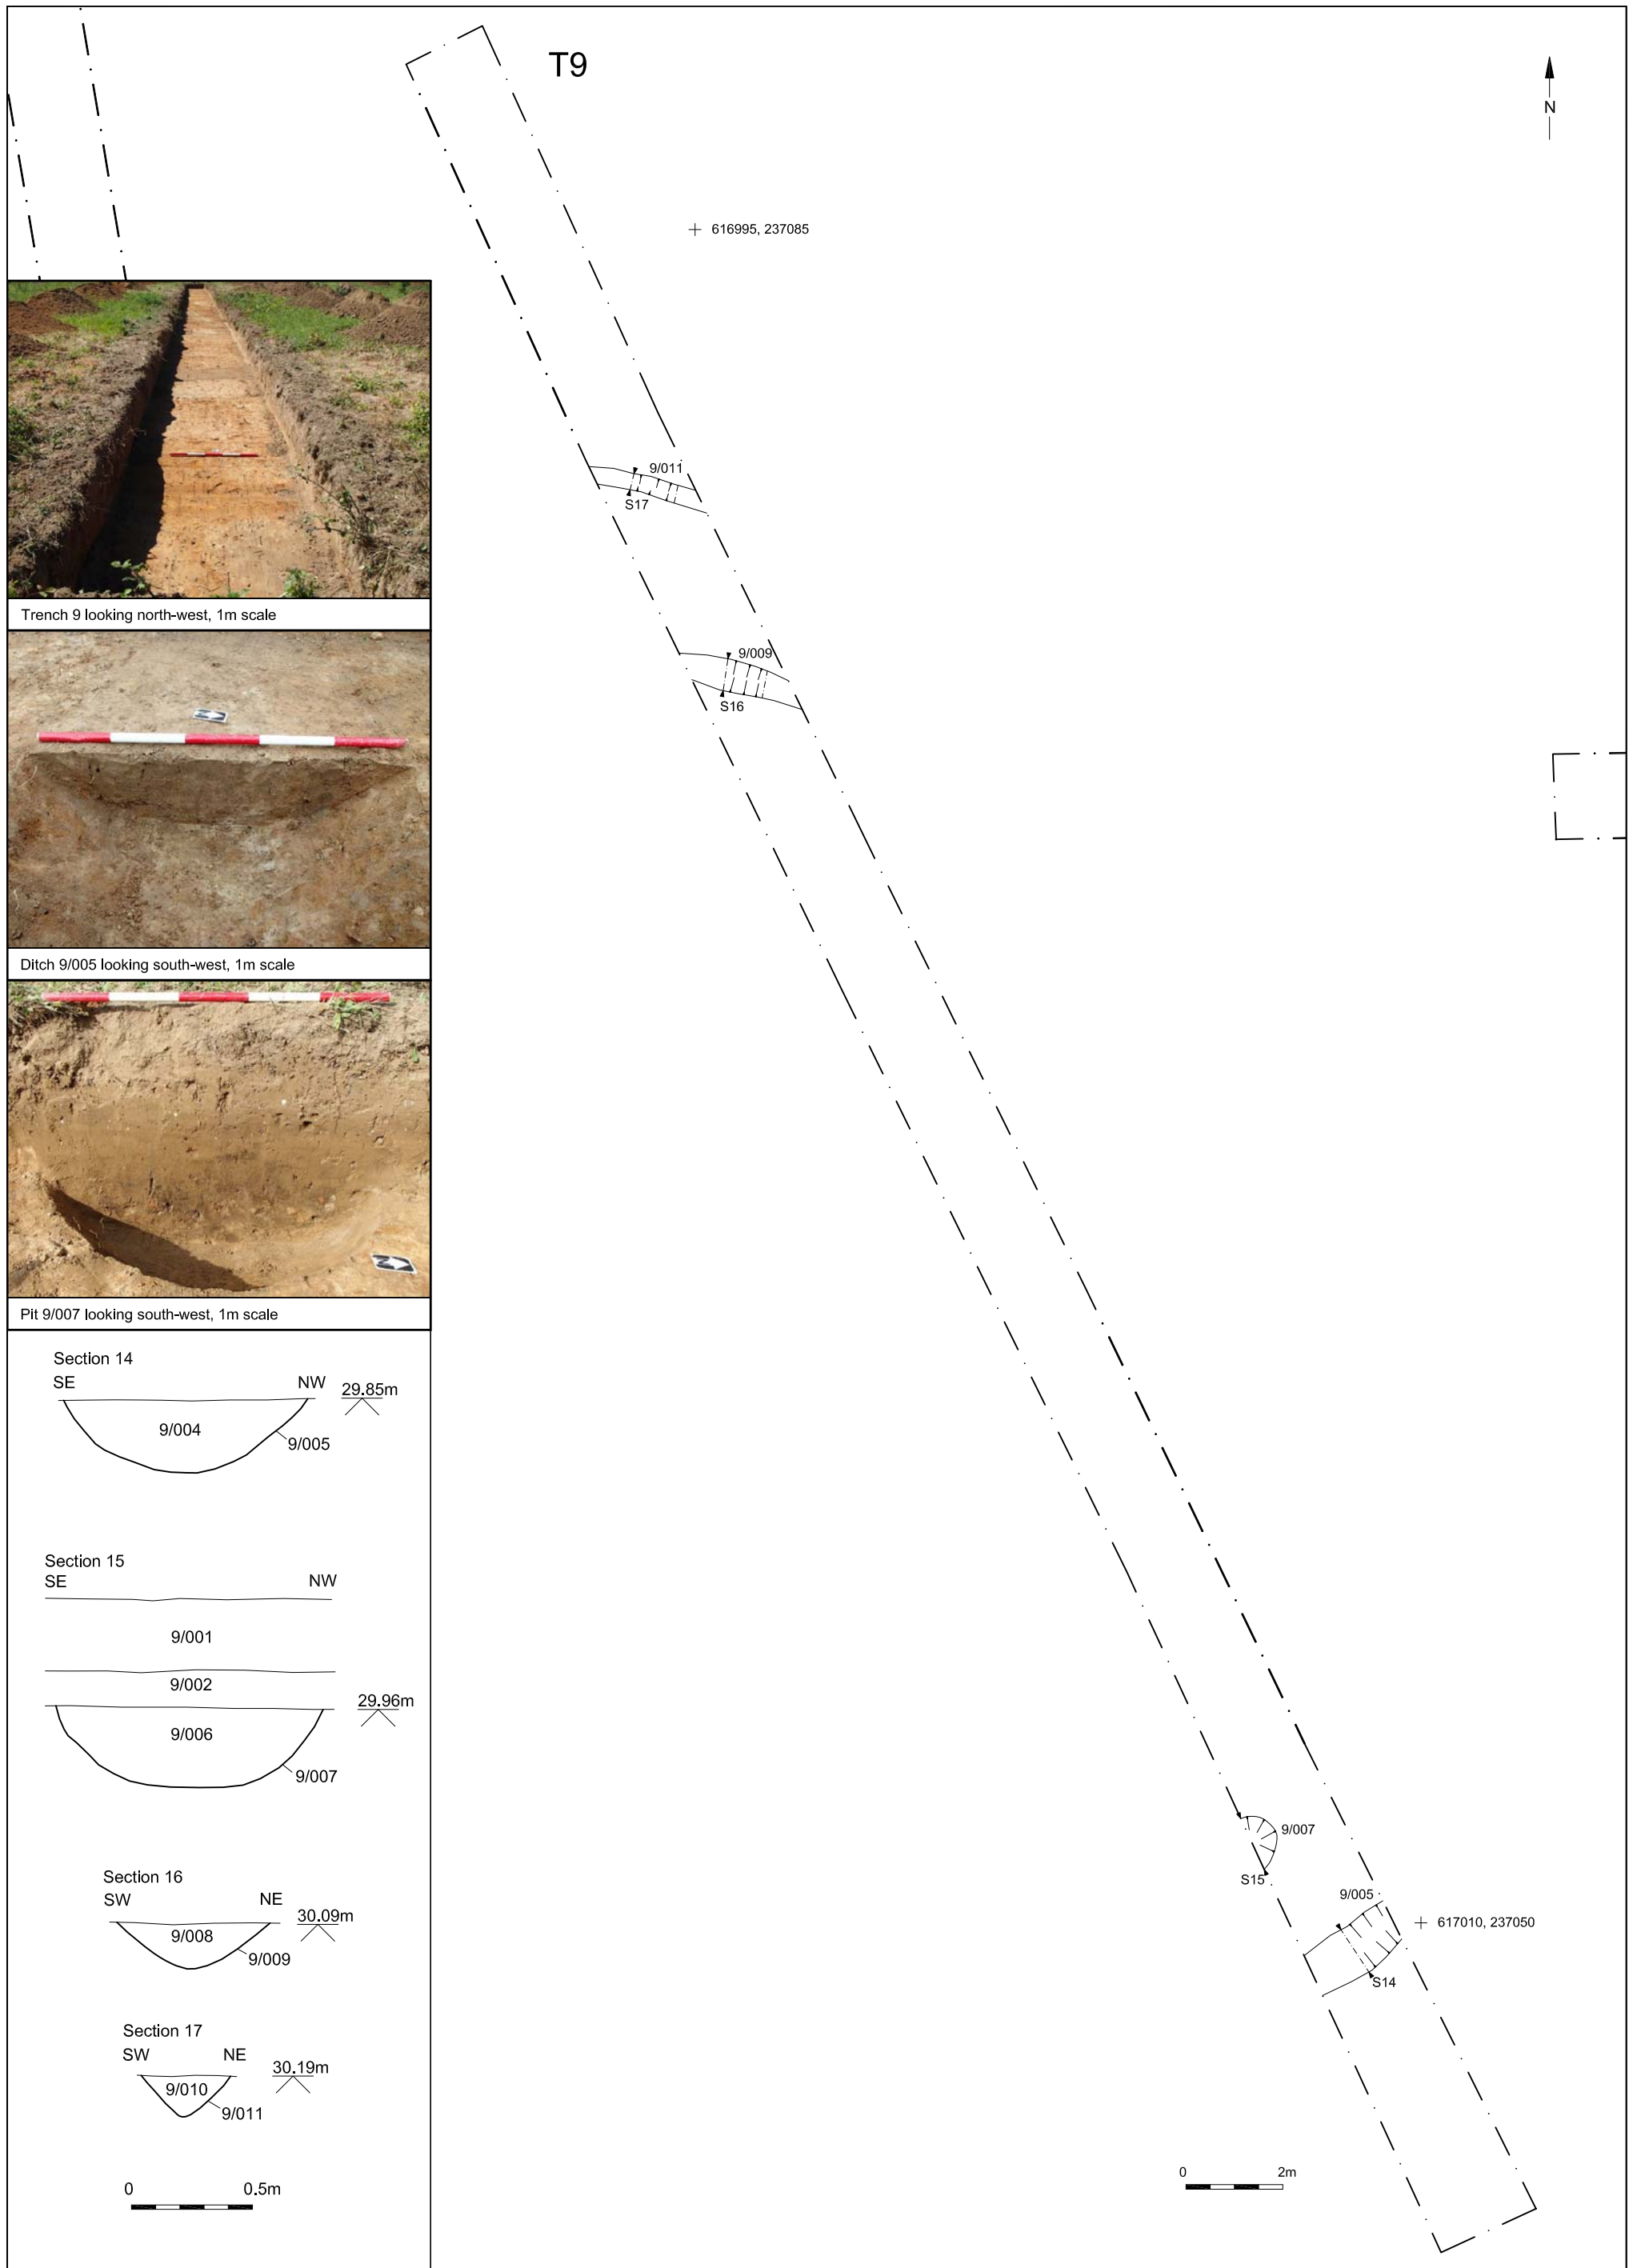 T9
N
616995, 237085
9/011
S17
9/009
S16
9/007
S15
9/005
617010, 237050
S14
0 2m
Trench 9 looking north-west, 1m scale
Ditch 9/005 looking south-west, 1m scale
Pit 9/007 looking south-west, 1m scale
Section 14
SE NW 29.85m
9/004
9/005
Section 15
SE NW
9/001
9/002
29.96m
9/006
9/007
Section 16
SW NE
30.09m
9/008
9/009
Section 17
SW NE
30.19m
9/010
9/011
0 0.5m